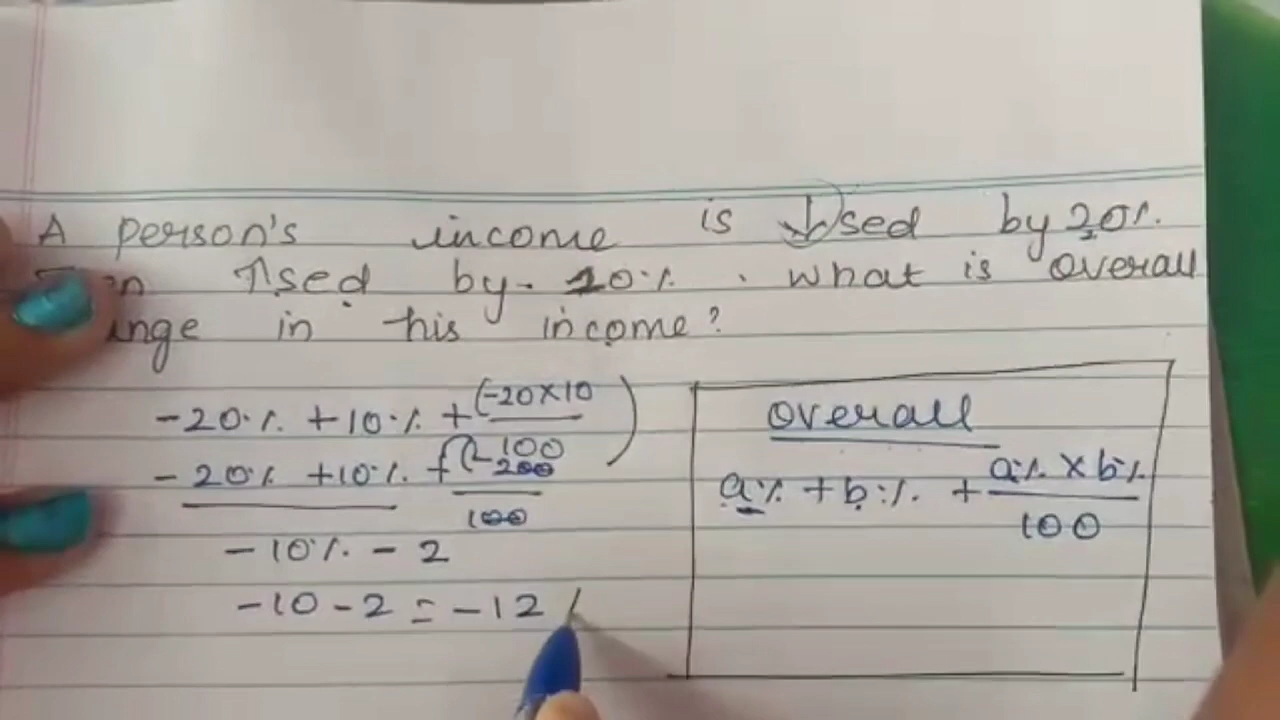 A person's income is ↓sed by 20%.
↑sed by 10%. what is overall
in his income?
-20% +10% + (-20×10
100)
-20% +10% + (-200
100
-10% - 2
-10 - 2 = -12
overall
a% + b% + a% × b%
100